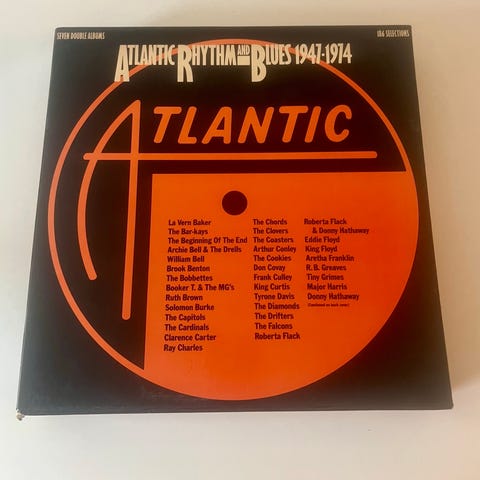 SEVEN DOUBLE ALBUMS
186 SELECTIONS
ATLANTIC RHYTHM AND BLUES 1947-1974
ATLANTIC
La Vern Baker
The Bar-kays
The Beginning Of The End
Archie Bell & The Drells
William Bell
Brook Benton
The Bobbettes
Booker T. & The MG's
Ruth Brown
Solomon Burke
The Capitols
The Cardinals
Clarence Carter
Ray Charles
The Chords
The Clovers
The Coasters
Arthur Conley
The Cookies
Don Covay
Frank Culley
King Curtis
Tyrone Davis
The Diamonds
The Drifters
The Falcons
Roberta Flack
Roberta Flack
& Donny Hathaway
Eddie Floyd
King Floyd
Aretha Franklin
R. B. Greaves
Tiny Grimes
Major Harris
Donny Hathaway
(Continued on back cover)